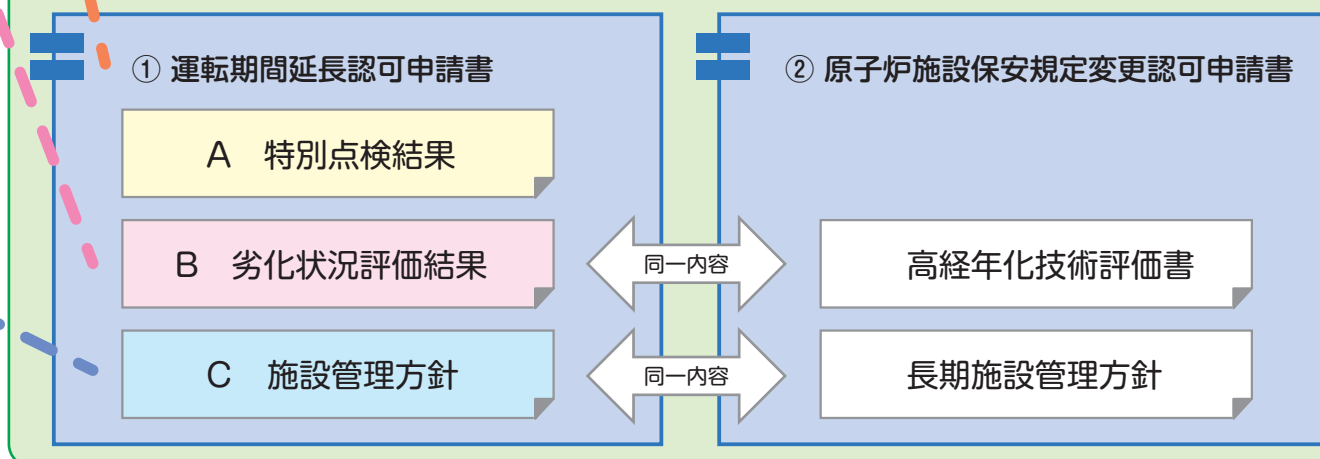 ① 運転期間延長認可申請書
② 原子炉施設保安規定変更認可申請書
A 特別点検結果
B 劣化状況評価結果
同一内容
高経年化技術評価書
C 施設管理方針
同一内容
長期施設管理方針